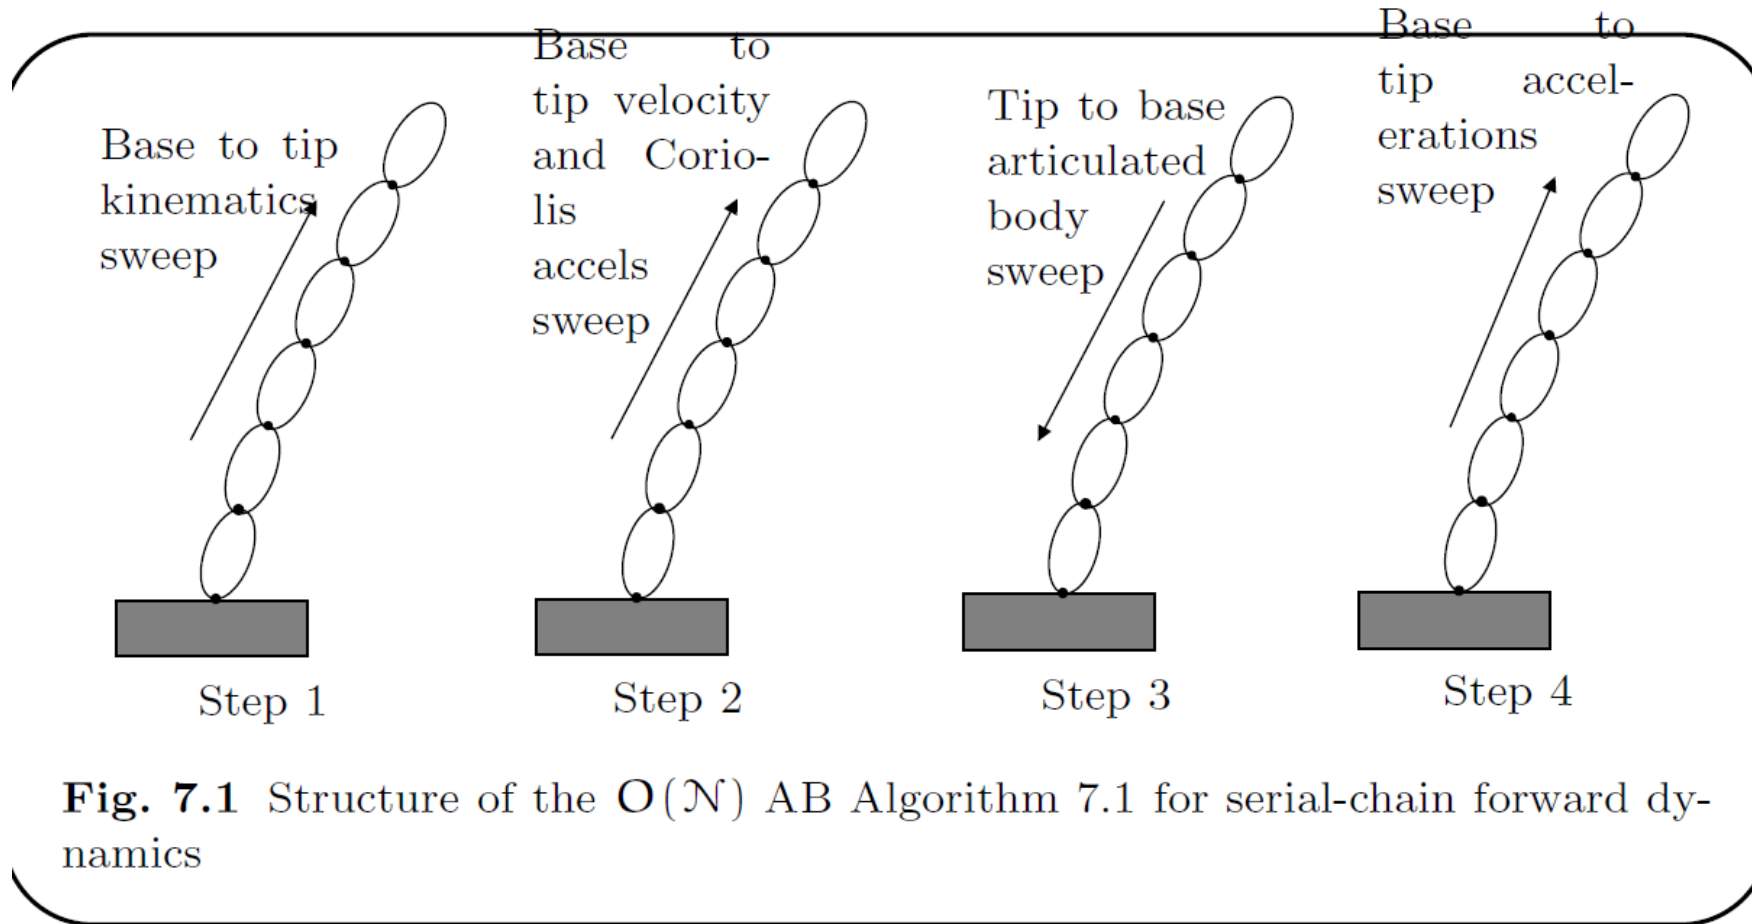 Base to tip
kinematics
sweep
Base to
tip velocity
and Corio-
lis
accels
sweep
Tip to base
articulated
body
sweep
Base to
tip accel-
erations
sweep
Step 1
Step 2
Step 3
Step 4
Fig. 7.1 Structure of the O(𝒩) AB Algorithm 7.1 for serial-chain forward dy-
namics